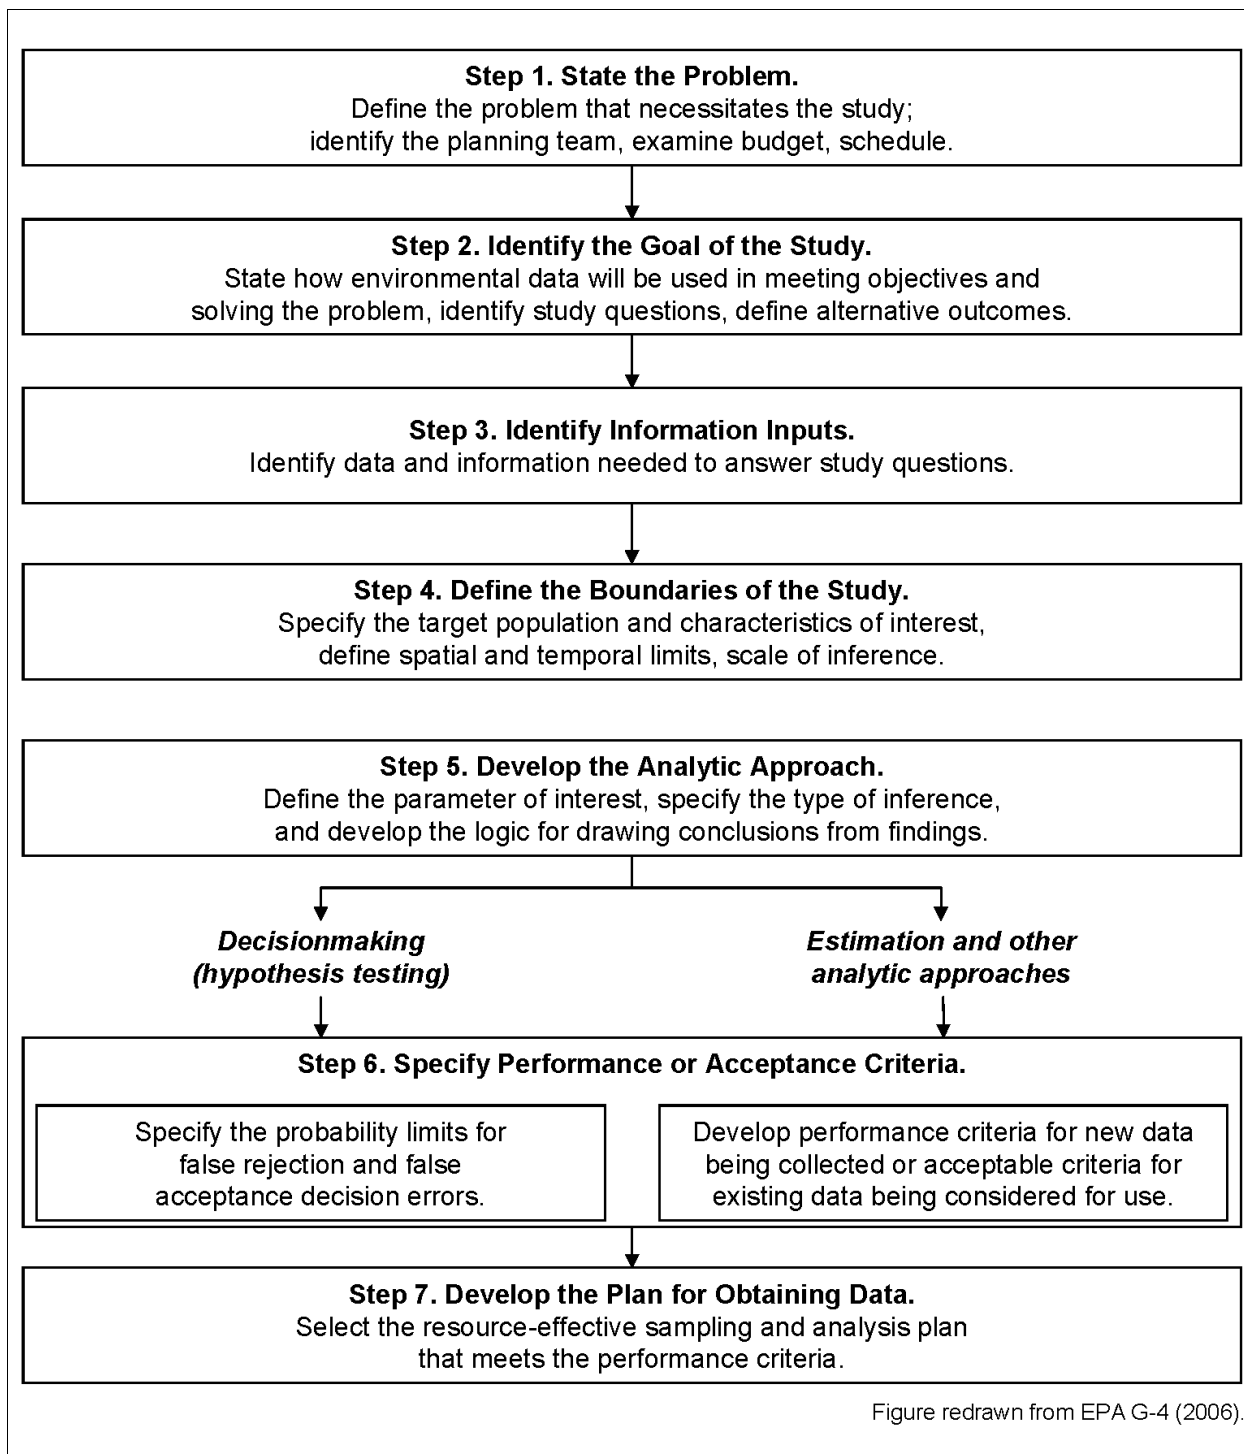 Step 1. State the Problem.
Define the problem that necessitates the study;
identify the planning team, examine budget, schedule.
Step 2. Identify the Goal of the Study.
State how environmental data will be used in meeting objectives and
solving the problem, identify study questions, define alternative outcomes.
Step 3. Identify Information Inputs.
Identify data and information needed to answer study questions.
Step 4. Define the Boundaries of the Study.
Specify the target population and characteristics of interest,
define spatial and temporal limits, scale of inference.
Step 5. Develop the Analytic Approach.
Define the parameter of interest, specify the type of inference,
and develop the logic for drawing conclusions from findings.
Decisionmaking
(hypothesis testing)
Estimation and other
analytic approaches
Step 6. Specify Performance or Acceptance Criteria.
Specify the probability limits for
false rejection and false
acceptance decision errors.
Develop performance criteria for new data
being collected or acceptable criteria for
existing data being considered for use.
Step 7. Develop the Plan for Obtaining Data.
Select the resource-effective sampling and analysis plan
that meets the performance criteria.
Figure redrawn from EPA G-4 (2006).